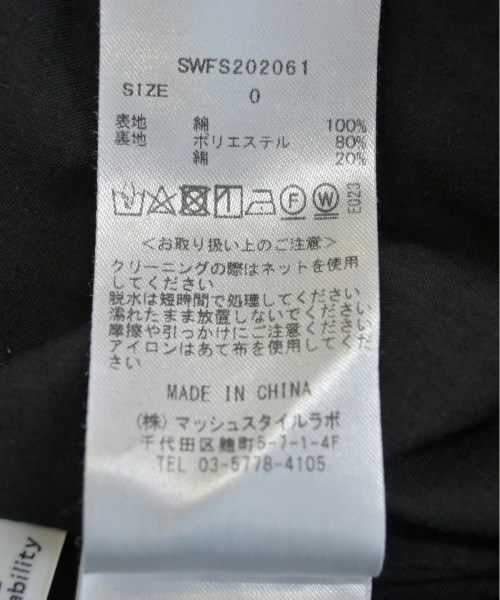 SWFS202061
SIZE 0
表地 綿 100%
裏地 ポリエステル 80%
綿 20%
F W E023
＜お取り扱い上のご注意＞
クリーニングの際はネットを使用
してください
脱水は短時間で処理してください
濡れたまま放置しないでください
摩擦や引っかけにご注意ください
アイロンはあて布を使用してくだ
さい
MADE IN CHINA
(株) マッシュスタイルラボ
千代田区麹町5-7-1-4F
TEL 03-5778-4105
ability